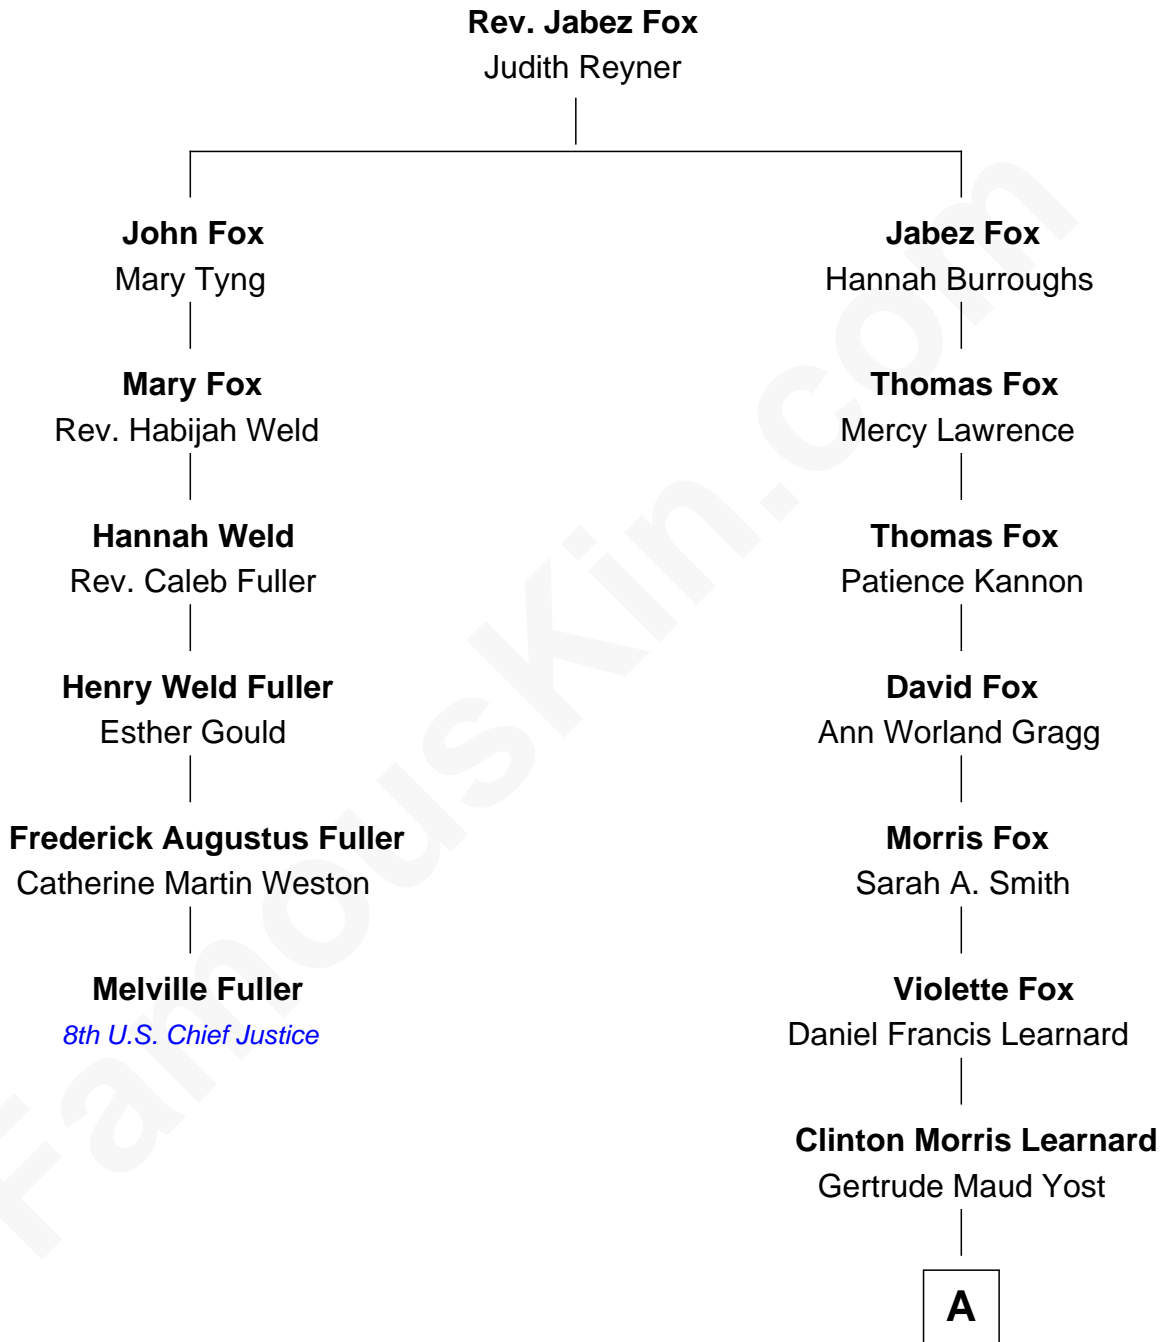 Rev. Jabez Fox
Judith Reyner
John Fox
Mary Tyng
Jabez Fox
Hannah Burroughs
Mary Fox
Rev. Habijah Weld
Thomas Fox
Mercy Lawrence
Hannah Weld
Rev. Caleb Fuller
Thomas Fox
Patience Kannon
Henry Weld Fuller
Esther Gould
David Fox
Ann Worland Gragg
Frederick Augustus Fuller
Catherine Martin Weston
Morris Fox
Sarah A. Smith
Melville Fuller
8th U.S. Chief Justice
Violette Fox
Daniel Francis Learnard
Clinton Morris Learnard
Gertrude Maud Yost
A
FamousKin.com